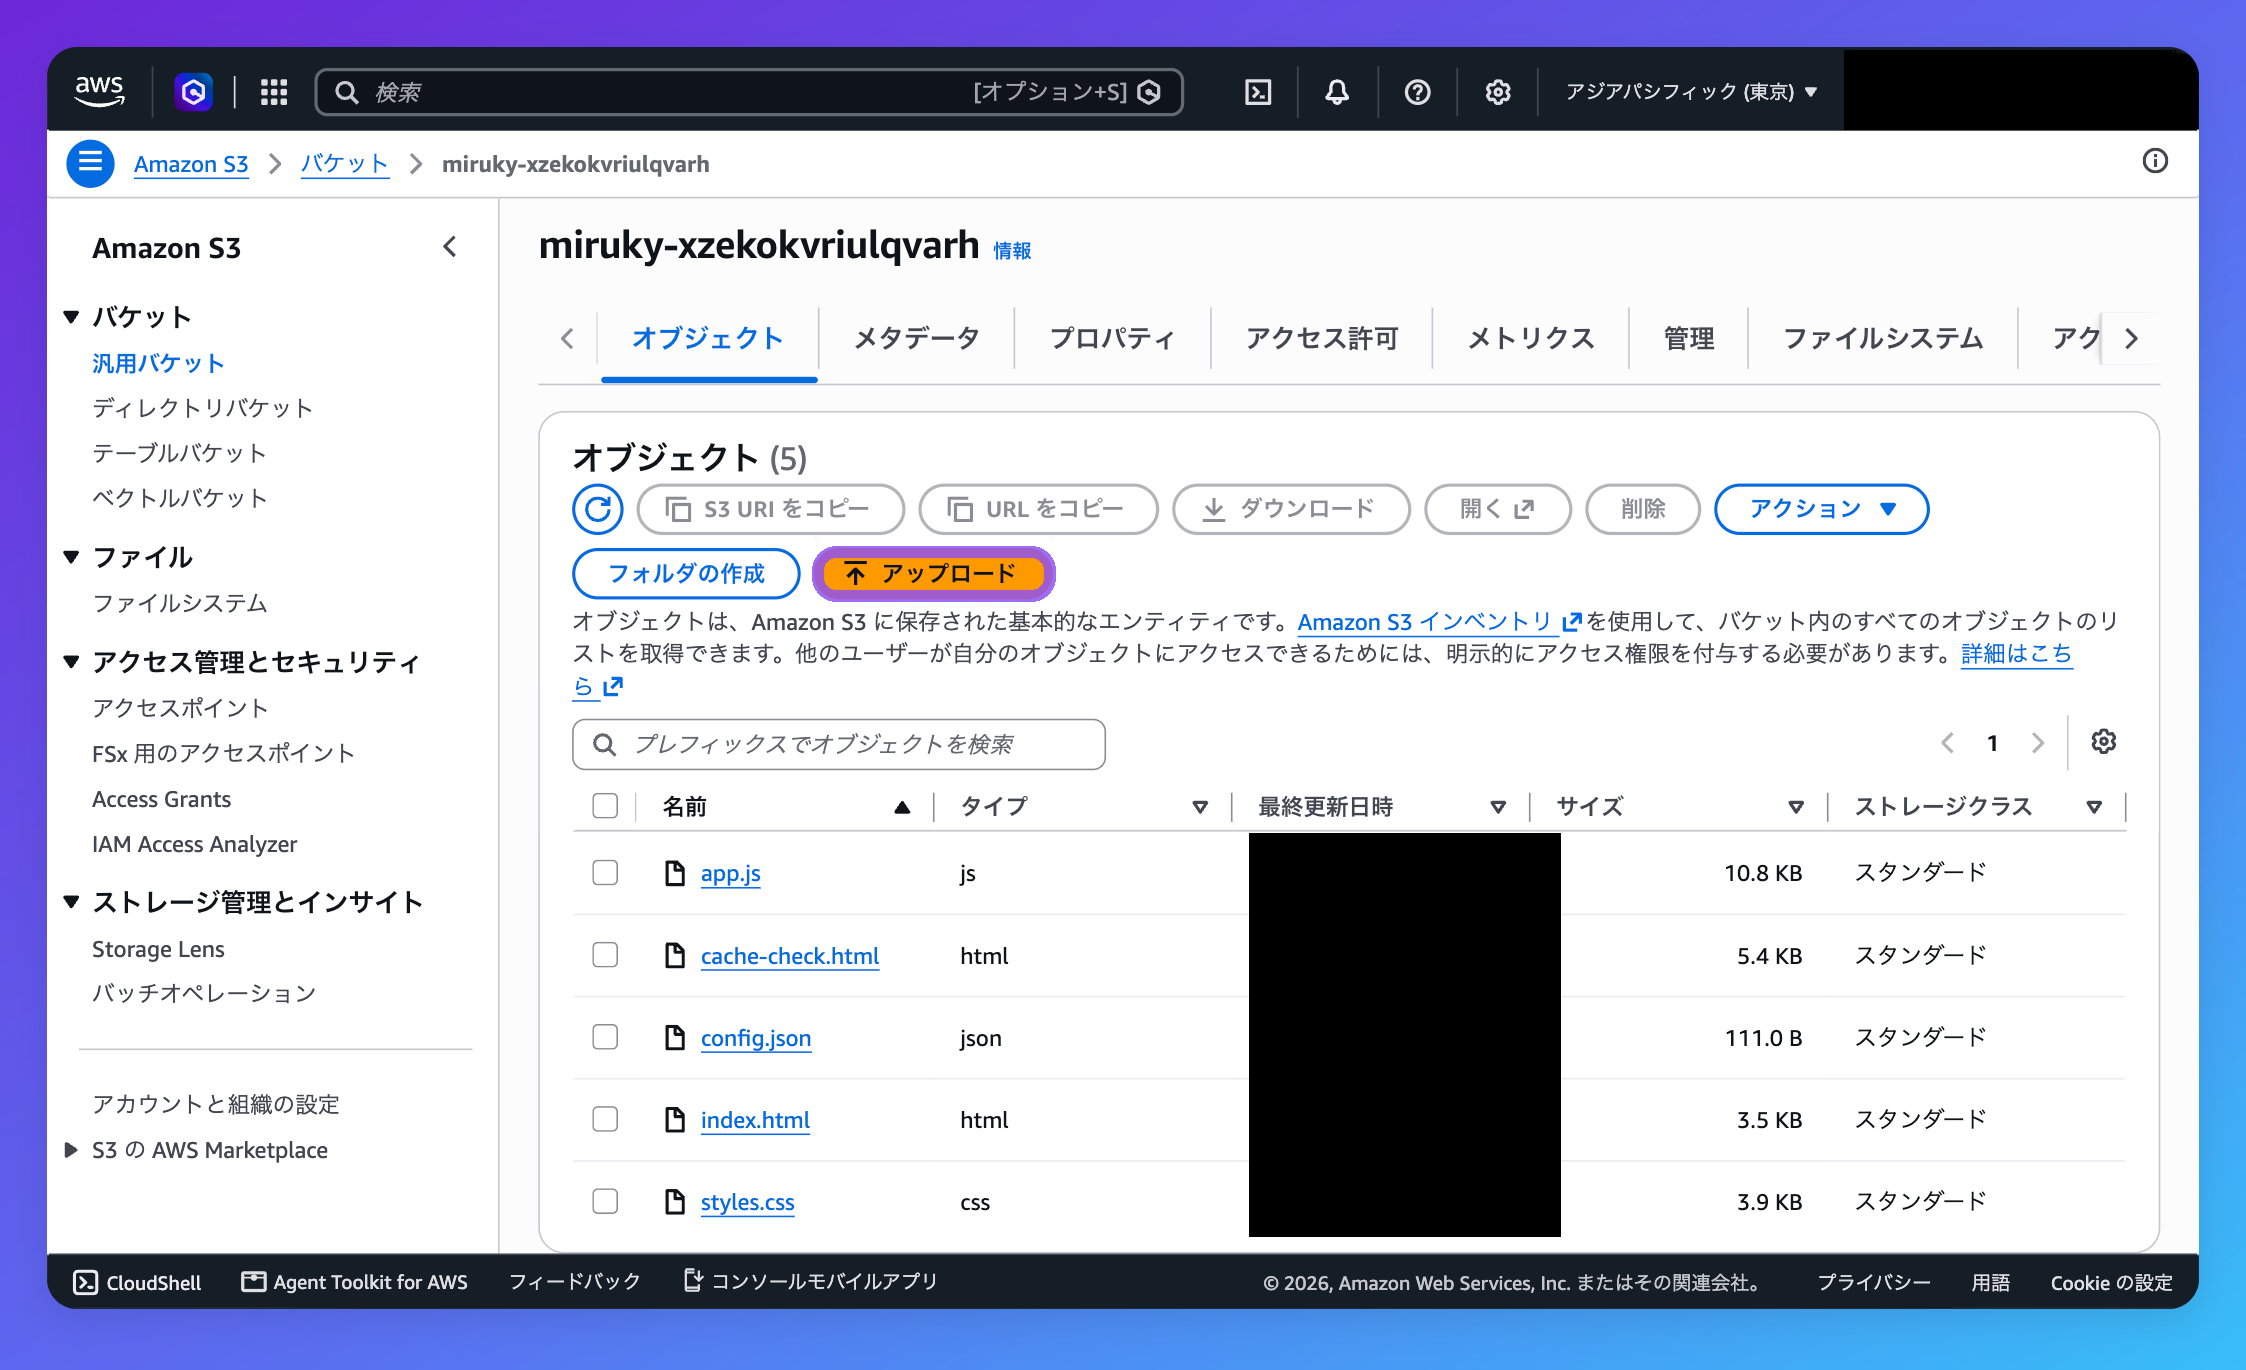 aws
検索
[オプション+S]
アジアパシフィック (東京) ▼
Amazon S3
バケット
miruky-xzekokvriulqvarh
Amazon S3
バケット
汎用バケット
ディレクトリバケット
テーブルバケット
ベクトルバケット
ファイル
ファイルシステム
アクセス管理とセキュリティ
アクセスポイント
FSx 用のアクセスポイント
Access Grants
IAM Access Analyzer
ストレージ管理とインサイト
Storage Lens
バッチオペレーション
アカウントと組織の設定
S3 の AWS Marketplace
miruky-xzekokvriulqvarh 情報
オブジェクト
メタデータ
プロパティ
アクセス許可
メトリクス
管理
ファイルシステム
アク
オブジェクト (5)
S3 URI をコピー
URL をコピー
ダウンロード
開く
削除
アクション
フォルダの作成
アップロード
オブジェクトは、Amazon S3 に保存された基本的なエンティティです。Amazon S3 インベントリ を使用して、バケット内のすべてのオブジェクトのリ
ストを取得できます。他のユーザーが自分のオブジェクトにアクセスできるためには、明示的にアクセス権限を付与する必要があります。詳細はこち
ら
プレフィックスでオブジェクトを検索
1
名前 タイプ 最終更新日時 サイズ ストレージクラス
app.js js 10.8 KB スタンダード
cache-check.html html 5.4 KB スタンダード
config.json json 111.0 B スタンダード
index.html html 3.5 KB スタンダード
styles.css css 3.9 KB スタンダード
CloudShell
Agent Toolkit for AWS
フィードバック
コンソールモバイルアプリ
© 2026, Amazon Web Services, Inc. またはその関連会社。
プライバシー
用語
Cookie の設定